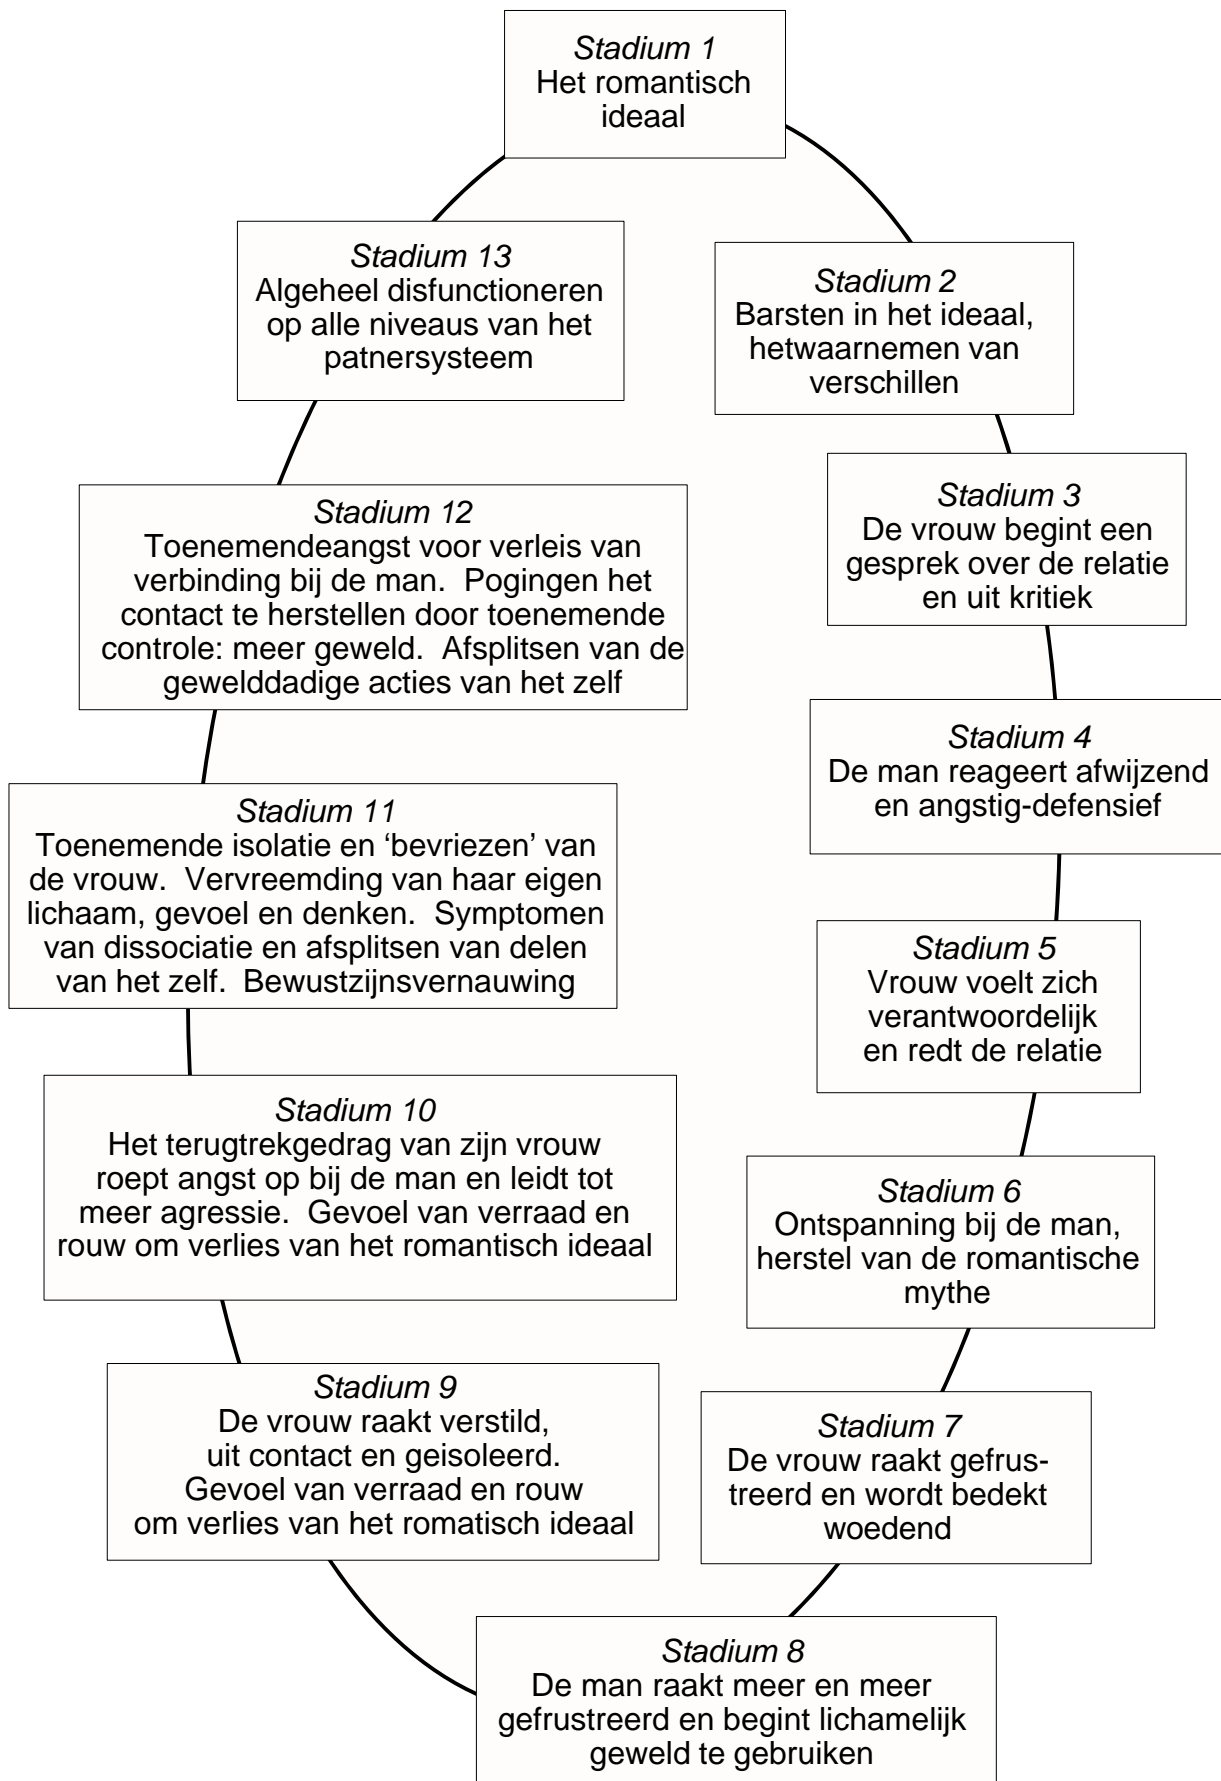 Stadium 1
Het romantisch
ideaal
Stadium 2
Barsten in het ideaal,
hetwaarnemen van
verschillen
Stadium 3
De vrouw begint een
gesprek over de relatie
en uit kritiek
Stadium 4
De man reageert afwijzend
en angstig-defensief
Stadium 5
Vrouw voelt zich
verantwoordelijk
en redt de relatie
Stadium 6
Ontspanning bij de man,
herstel van de romantische
mythe
Stadium 7
De vrouw raakt gefrus-
treerd en wordt bedekt
woedend
Stadium 8
De man raakt meer en meer
gefrustreerd en begint lichamelijk
geweld te gebruiken
Stadium 9
De vrouw raakt verstild,
uit contact en geisoleerd.
Gevoel van verraad en rouw
om verlies van het romatisch ideaal
Stadium 10
Het terugtrekgedrag van zijn vrouw
roept angst op bij de man en leidt tot
meer agressie. Gevoel van verraad en
rouw om verlies van het romantisch ideaal
Stadium 11
Toenemende isolatie en ‘bevriezen’ van
de vrouw. Vervreemding van haar eigen
lichaam, gevoel en denken. Symptomen
van dissociatie en afsplitsen van delen
van het zelf. Bewustzijnsvernauwing
Stadium 12
Toenemendeangst voor verleis van
verbinding bij de man. Pogingen het
contact te herstellen door toenemende
controle: meer geweld. Afsplitsen van de
gewelddadige acties van het zelf
Stadium 13
Algeheel disfunctioneren
op alle niveaus van het
patnersysteem